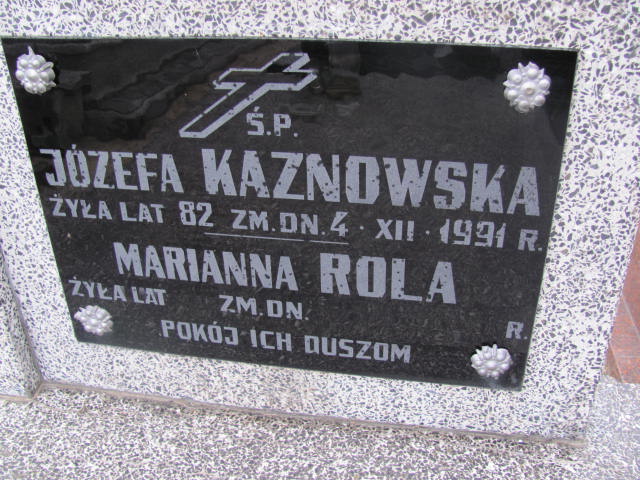 Ś.P.
JÓZEFA KAZNOWSKA
ŻYŁA LAT 82 ZM.DN. 4 · XII · 1991 R.
MARIANNA ROLA
ŻYŁA LAT ZM.DN. R.
POKÓJ ICH DUSZOM